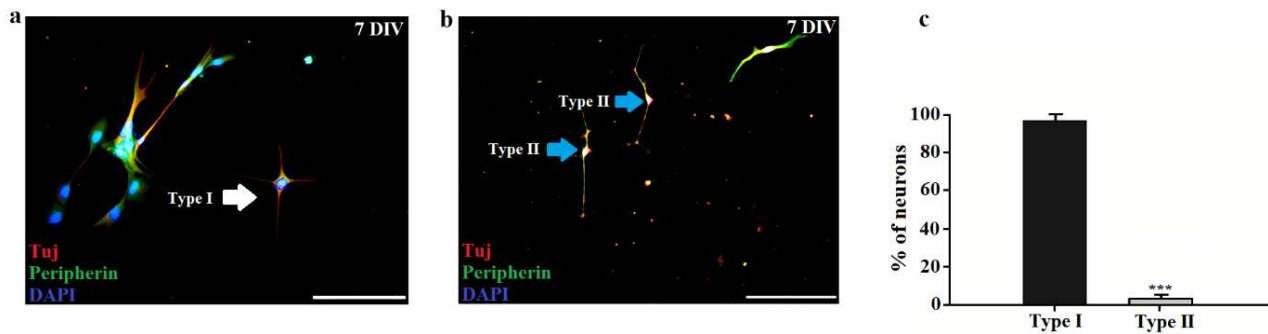 a
7 DIV
Type I
Tuj
Peripherin
DAPI
b
7 DIV
Type II
Type II
Tuj
Peripherin
DAPI
c
% of neurons
100
80
60
40
20
0
***
Type I
Type II